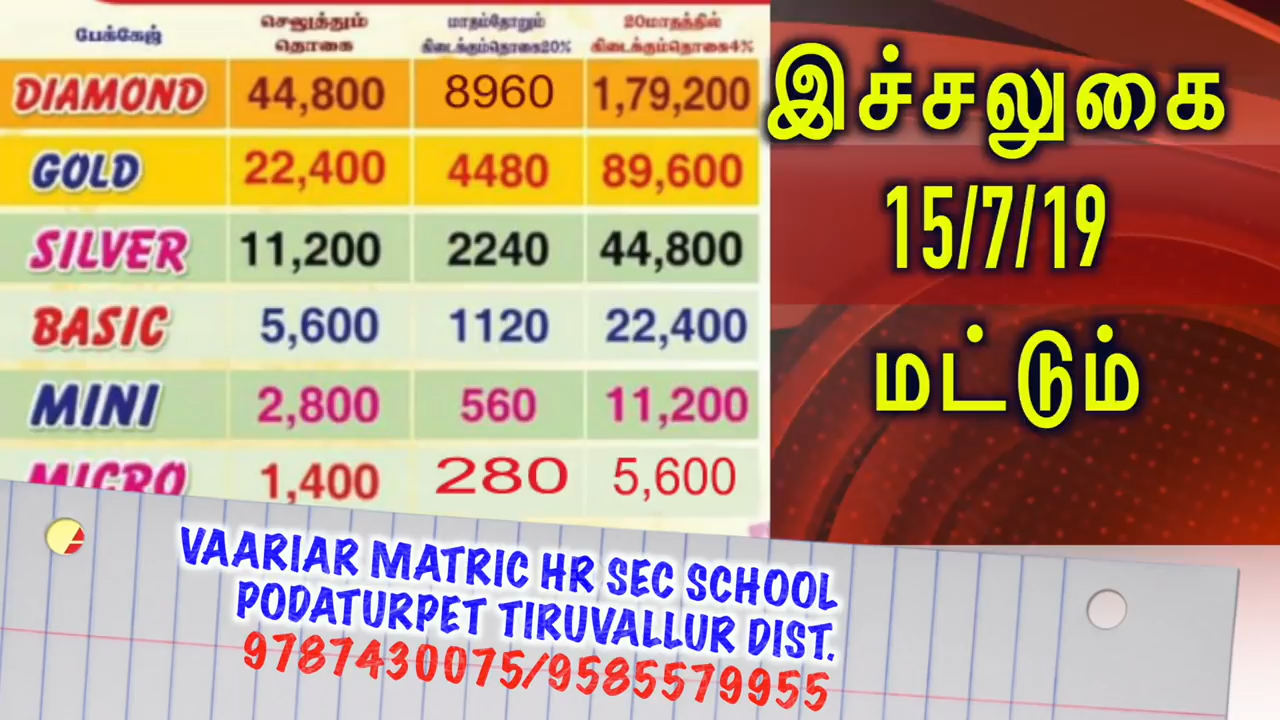 பேக்கேஜ்
செலுத்தும் தொகை
மாதம்தோறும் கிடைக்கும்தொகை20%
20மாதத்தில் கிடைக்கும்தொகை4%
DIAMOND 44,800 8960 1,79,200
GOLD 22,400 4480 89,600
SILVER 11,200 2240 44,800
BASIC 5,600 1120 22,400
MINI 2,800 560 11,200
MICRO 1,400 280 5,600
இச்சலுகை
15/7/19
மட்டும்
VAARIAR MATRIC HR SEC SCHOOL
PODATURPET TIRUVALLUR DIST.
9787430075/9585579955